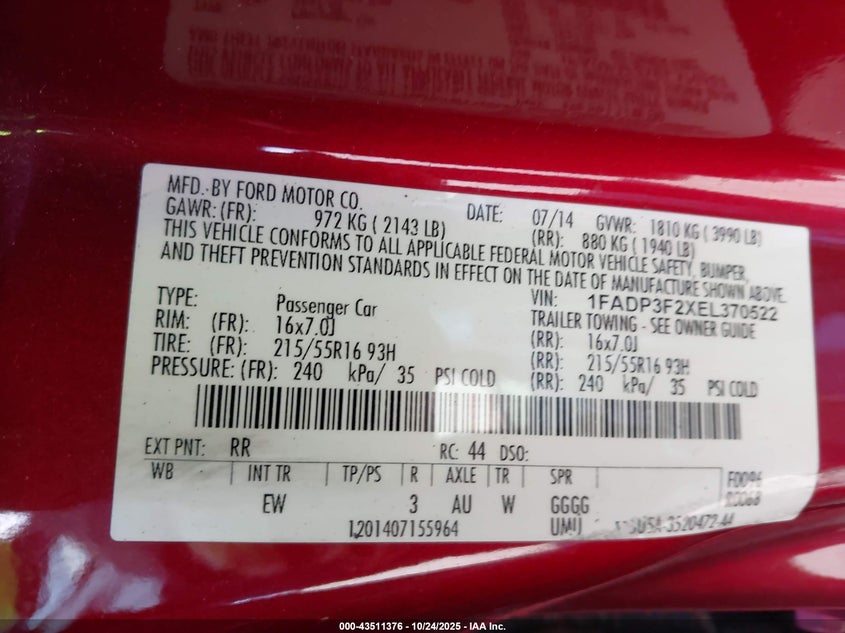 MFD. BY FORD MOTOR CO. DATE: 07/14 GVWR: 1810 KG ( 3990 LB)
GAWR: (FR): 972 KG ( 2143 LB) (RR): 880 KG ( 1940 LB)
THIS VEHICLE CONFORMS TO ALL APPLICABLE FEDERAL MOTOR VEHICLE SAFETY, BUMPER,
AND THEFT PREVENTION STANDARDS IN EFFECT ON THE DATE OF MANUFACTURE SHOWN ABOVE.
VIN: 1FADP3F2XEL370522
TYPE: Passenger Car TRAILER TOWING - SEE OWNER GUIDE
RIM: (FR): 16x7.0J (RR): 16x7.0J
TIRE: (FR): 215/55R16 93H (RR): 215/55R16 93H
PRESSURE: (FR): 240 kPa/ 35 PSI COLD (RR): 240 kPa/ 35 PSI COLD
EXT PNT: RR RC: 44 DSO:
WB INT TR TP/PS R AXLE TR SPR F0096
EW 3 AU W GGGG R0068
1201407155964 UMIJ
000-43511376 - 10/24/2025 - IAA Inc.